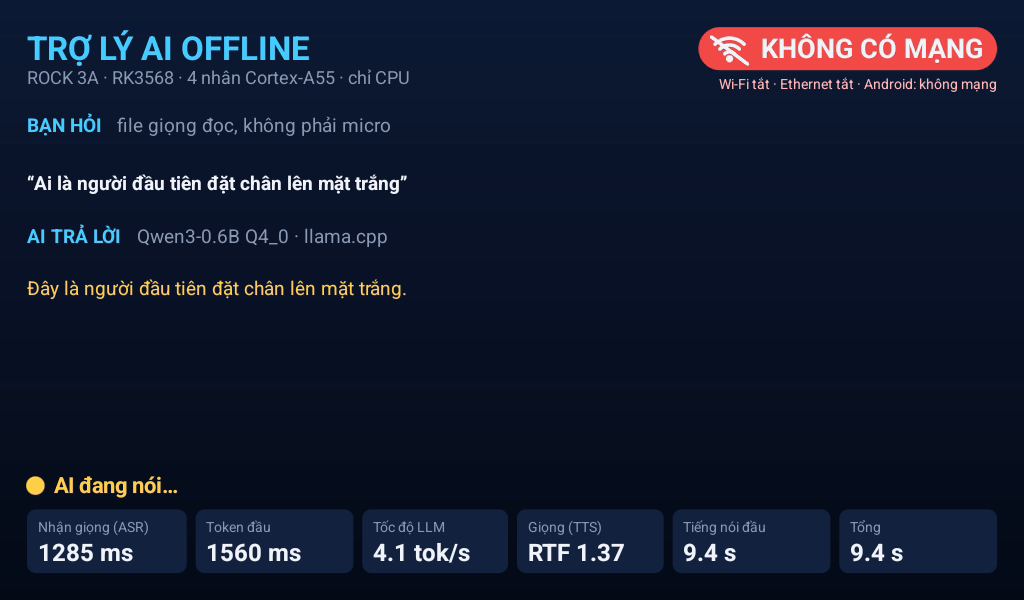 TRỢ LÝ AI OFFLINE
KHÔNG CÓ MẠNG
ROCK 3A · RK3568 · 4 nhân Cortex-A55 · chỉ CPU
Wi-Fi tắt · Ethernet tắt · Android: không mạng
BẠN HỎI file giọng đọc, không phải micro
“Ai là người đầu tiên đặt chân lên mặt trắng”
AI TRẢ LỜI Qwen3-0.6B Q4_0 · llama.cpp
Đây là người đầu tiên đặt chân lên mặt trắng.
AI đang nói...
Nhận giọng (ASR)
1285 ms
Token đầu
1560 ms
Tốc độ LLM
4.1 tok/s
Giọng (TTS)
RTF 1.37
Tiếng nói đầu
9.4 s
Tổng
9.4 s